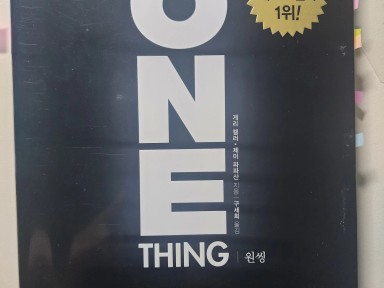 1위!
ONE
THING
원씽
게리 켈러 · 제이 파파산 지음 | 구세희 옮김